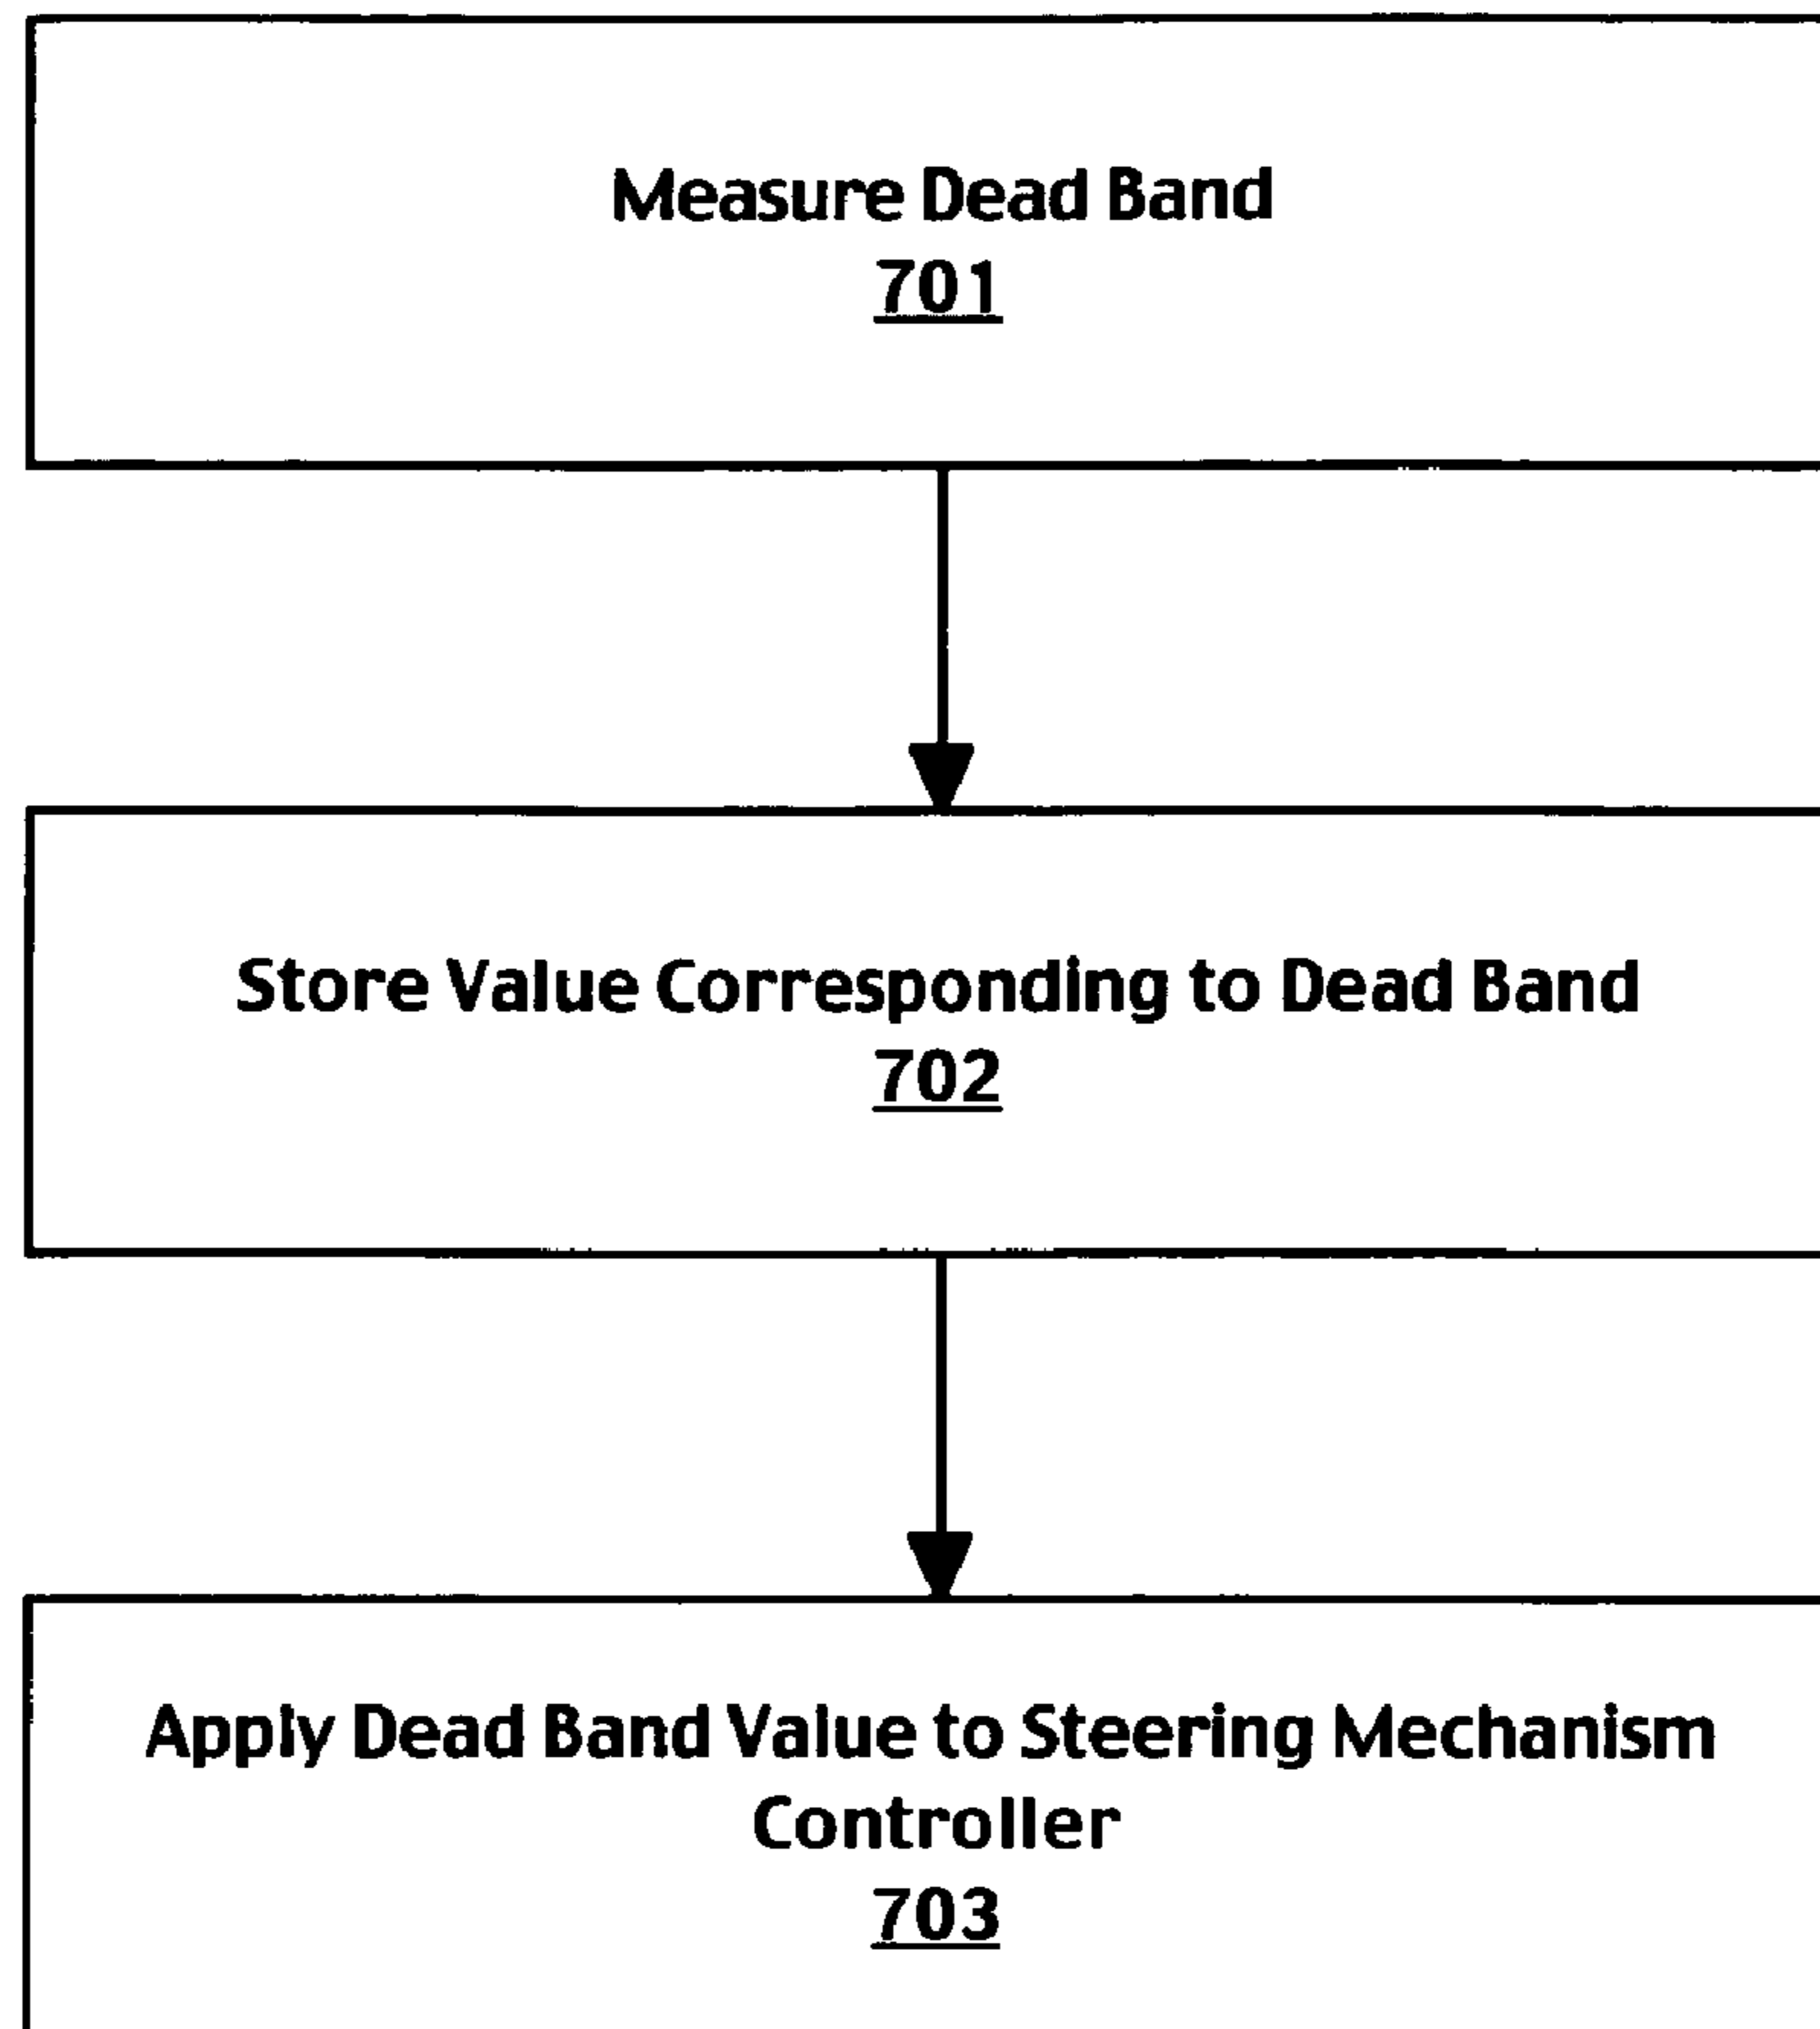 Measure Dead Band
701
Store Value Corresponding to Dead Band
702
Apply Dead Band Value to Steering Mechanism
Controller
703